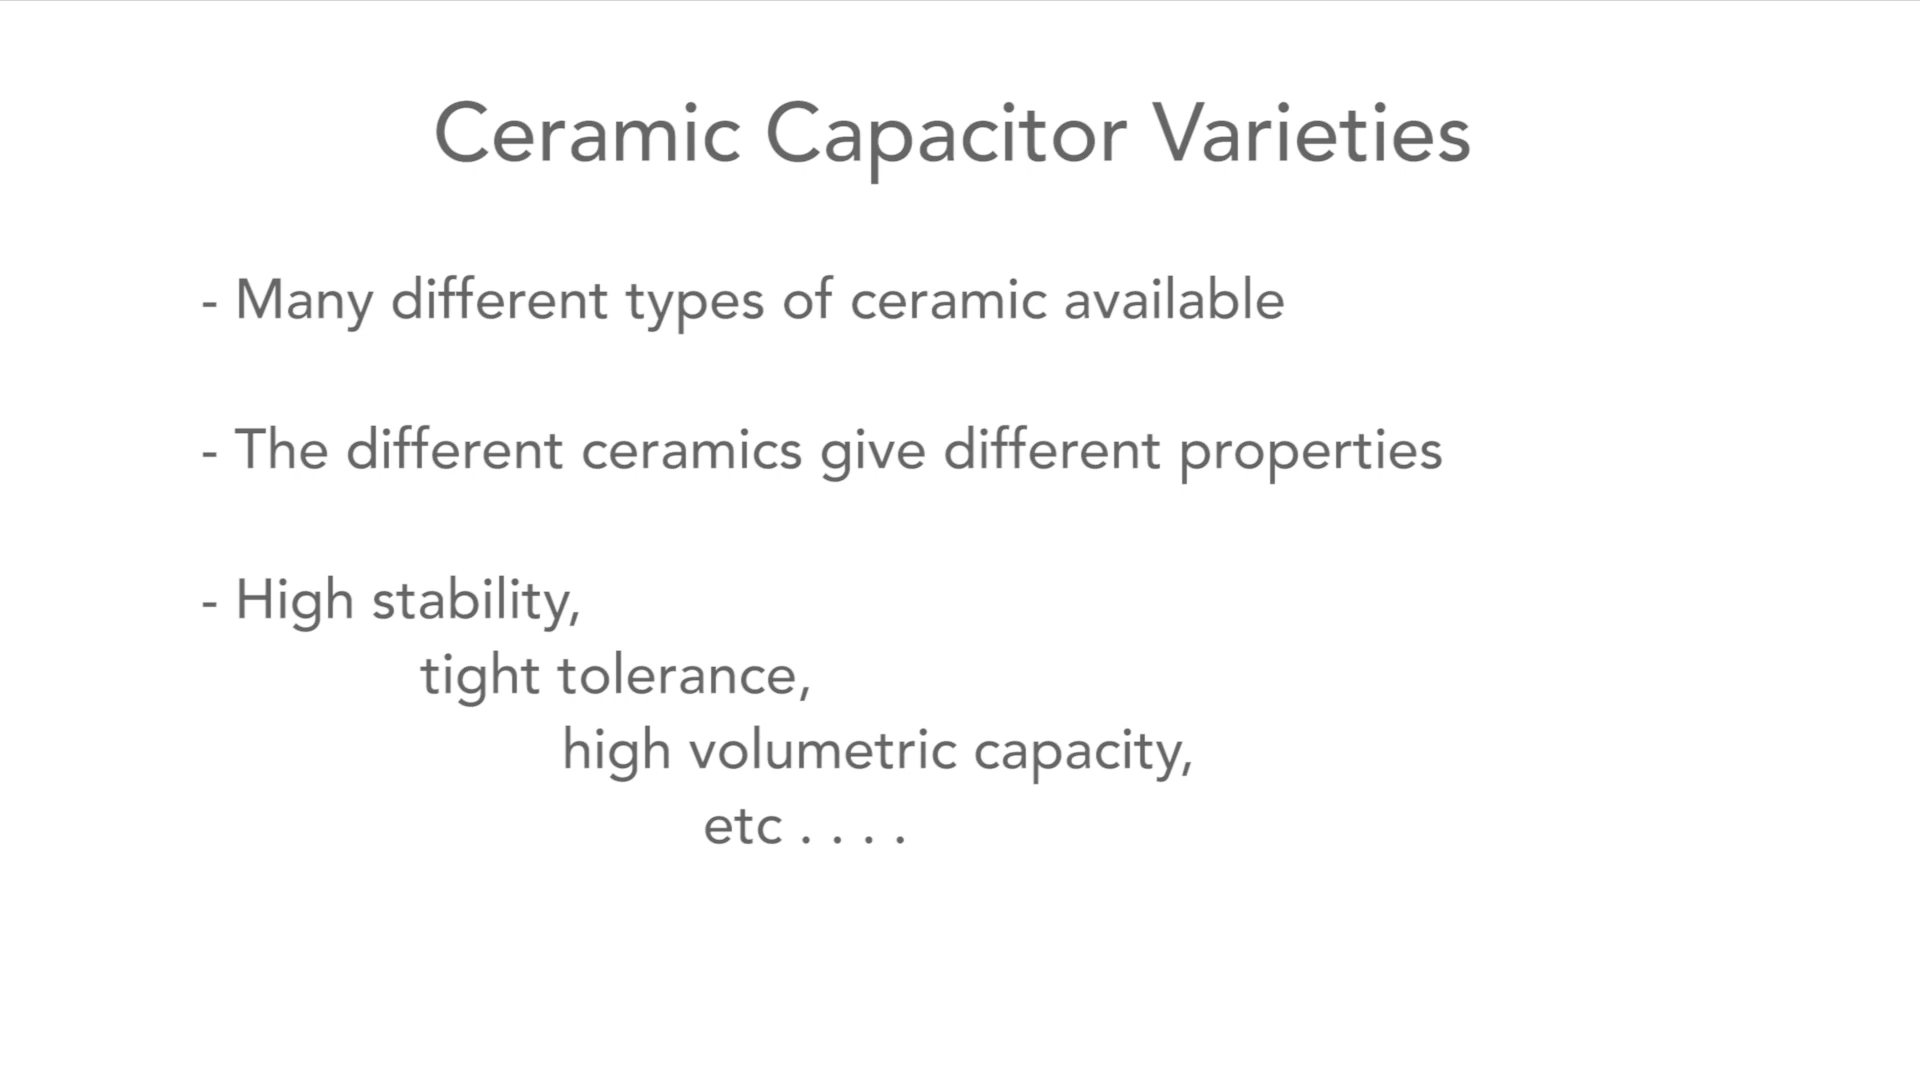 Ceramic Capacitor Varieties
- Many different types of ceramic available
- The different ceramics give different properties
- High stability,
tight tolerance,
high volumetric capacity,
etc . . . .